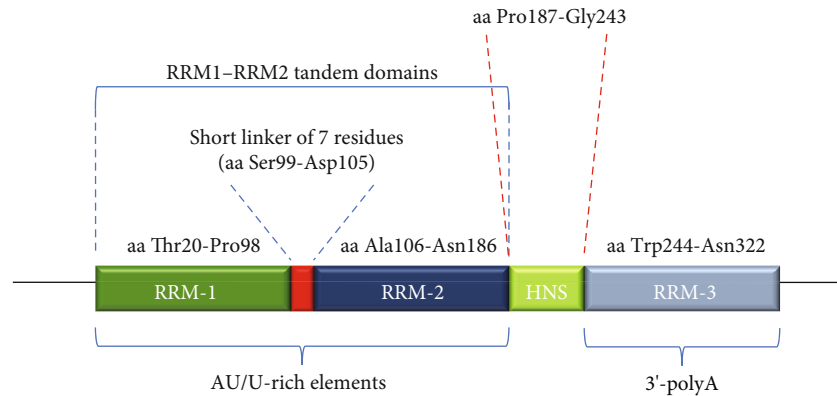 aa Pro187-Gly243
RRM1–RRM2 tandem domains
Short linker of 7 residues
(aa Ser99-Asp105)
aa Thr20-Pro98
aa Ala106-Asn186
aa Trp244-Asn322
RRM-1
RRM-2
HNS
RRM-3
AU/U-rich elements
3'-polyA